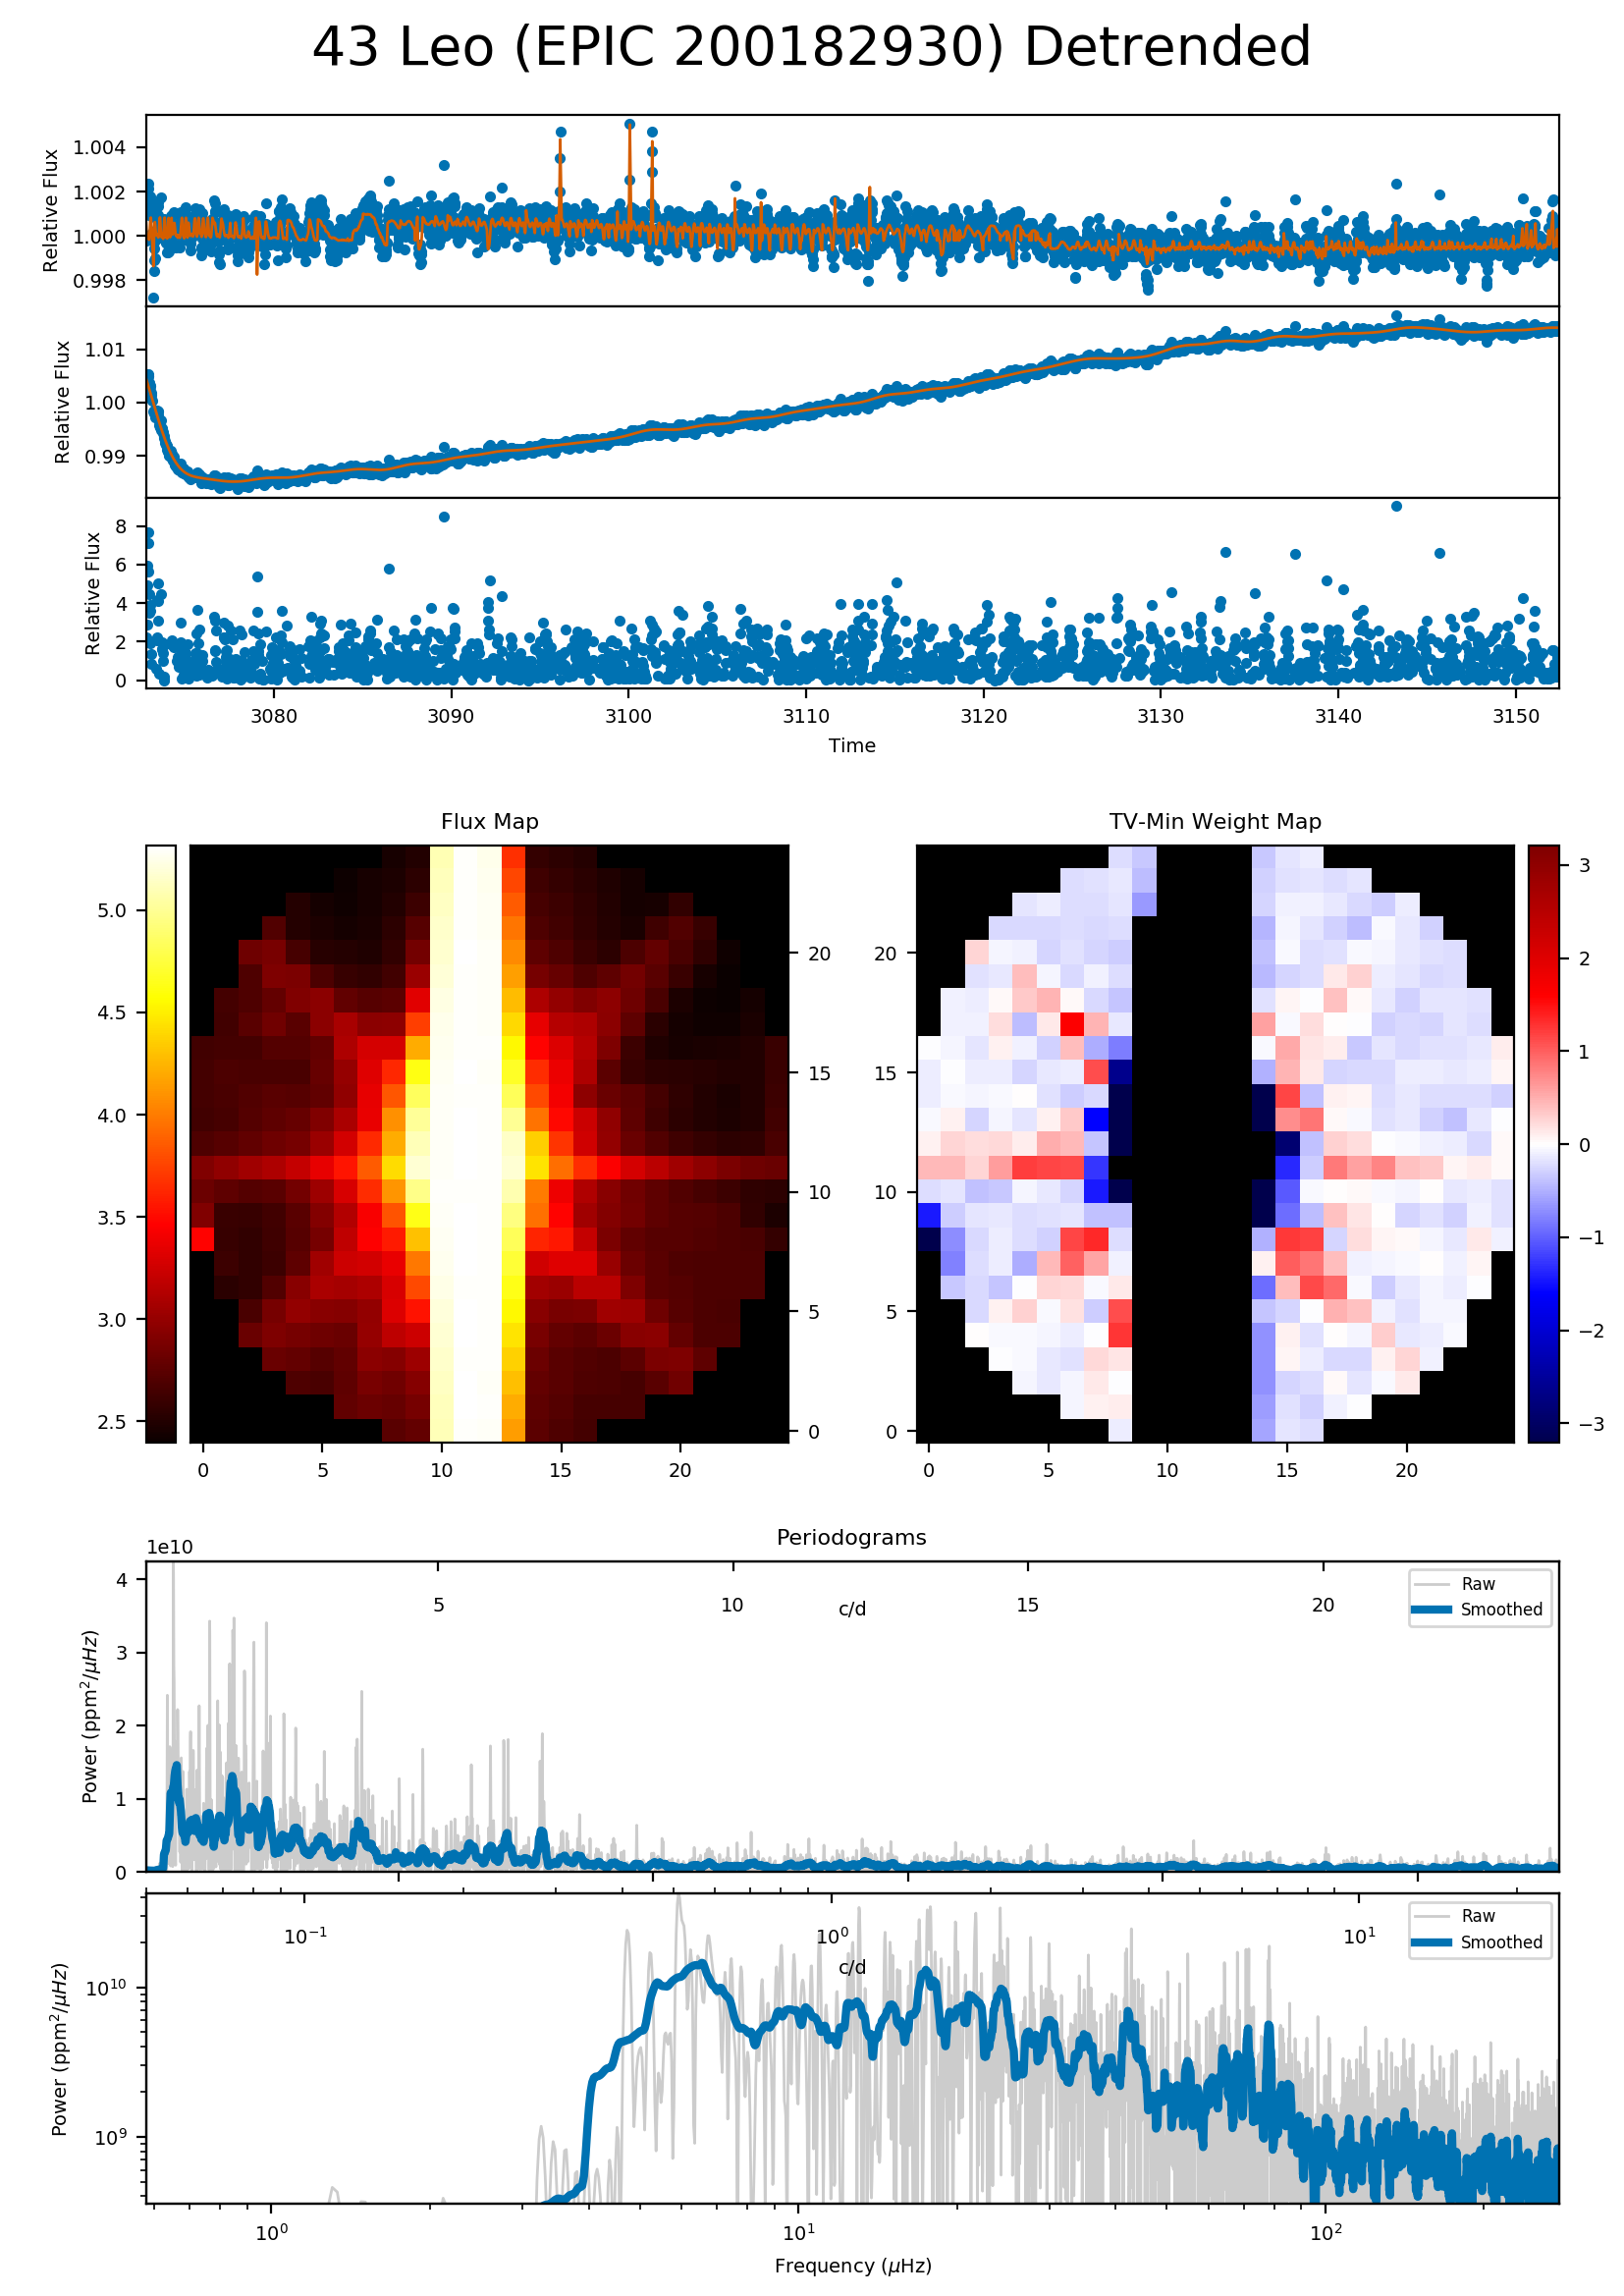 43 Leo (EPIC 200182930) Detrended
Relative Flux
1.004
1.002
1.000
0.998
Relative Flux
1.01
1.00
0.99
Relative Flux
8
6
4
2
0
3080 3090 3100 3110 3120 3130 3140 3150
Time
Flux Map
5.0
4.5
4.0
3.5
3.0
2.5
20
15
10
5
0
0 5 10 15 20
TV-Min Weight Map
20
15
10
5
0
0 5 10 15 20
3
2
1
0
−1
−2
−3
Periodograms
1e10
5 10 15 20
c/d
Raw
Smoothed
Power (ppm²/μHz)
4
3
2
1
0
10⁻¹ 10⁰ 10¹
c/d
Raw
Smoothed
Power (ppm²/μHz)
10¹⁰
10⁹
10⁰ 10¹ 10²
Frequency (μHz)